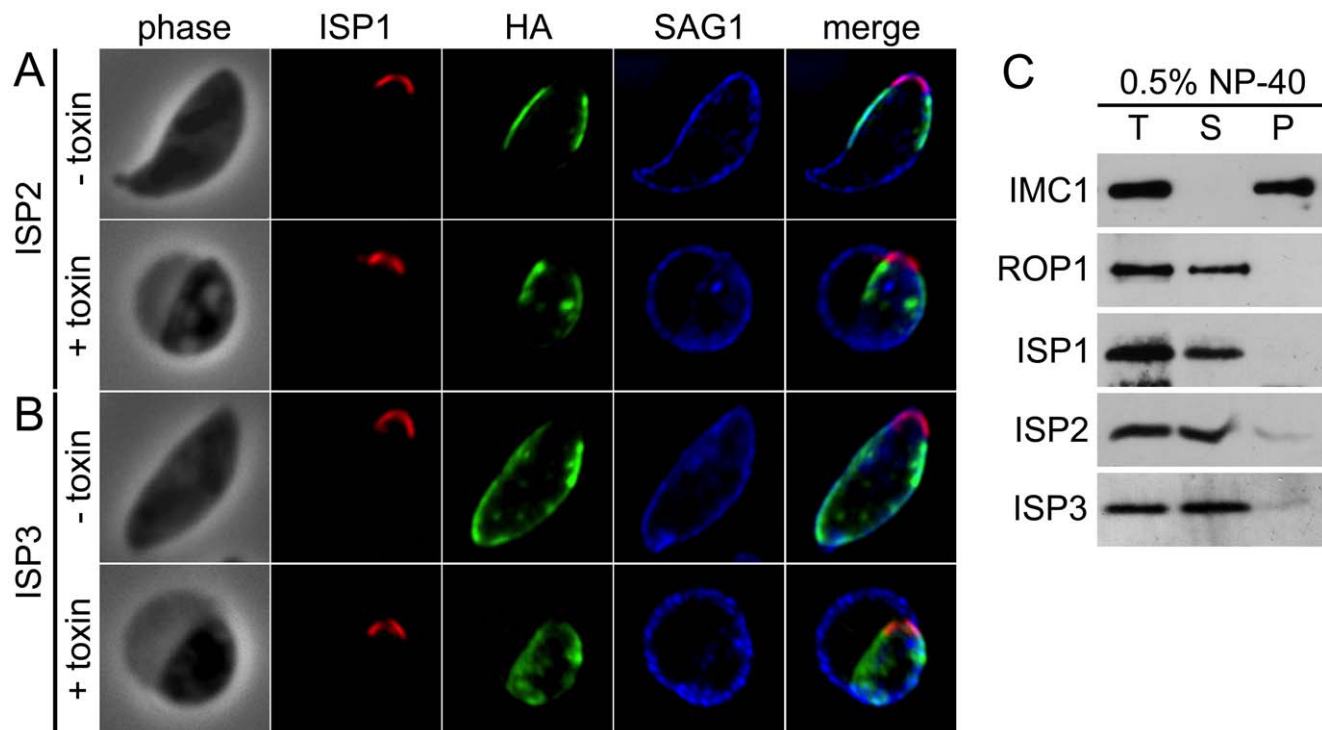 phase ISP1 HA SAG1 merge
A
ISP2
- toxin
+ toxin
B
ISP3
- toxin
+ toxin
C
0.5% NP-40
T S P
IMC1
ROP1
ISP1
ISP2
ISP3